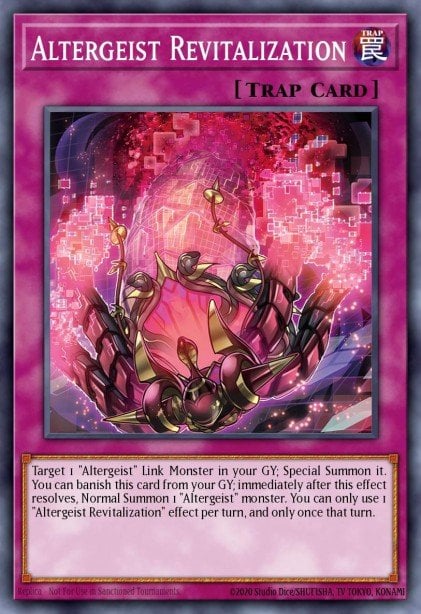 Altergeist Revitalization
TRAP
罠
[Trap Card]
Target 1 "Altergeist" Link Monster in your GY; Special Summon it.
You can banish this card from your GY; immediately after this effect
resolves, Normal Summon 1 "Altergeist" monster. You can only use 1
"Altergeist Revitalization" effect per turn, and only once that turn.
Replica - Not For Use in Sanctioned Tournaments ©2020 Studio Dice/SHUEISHA, TV TOKYO, KONAMI